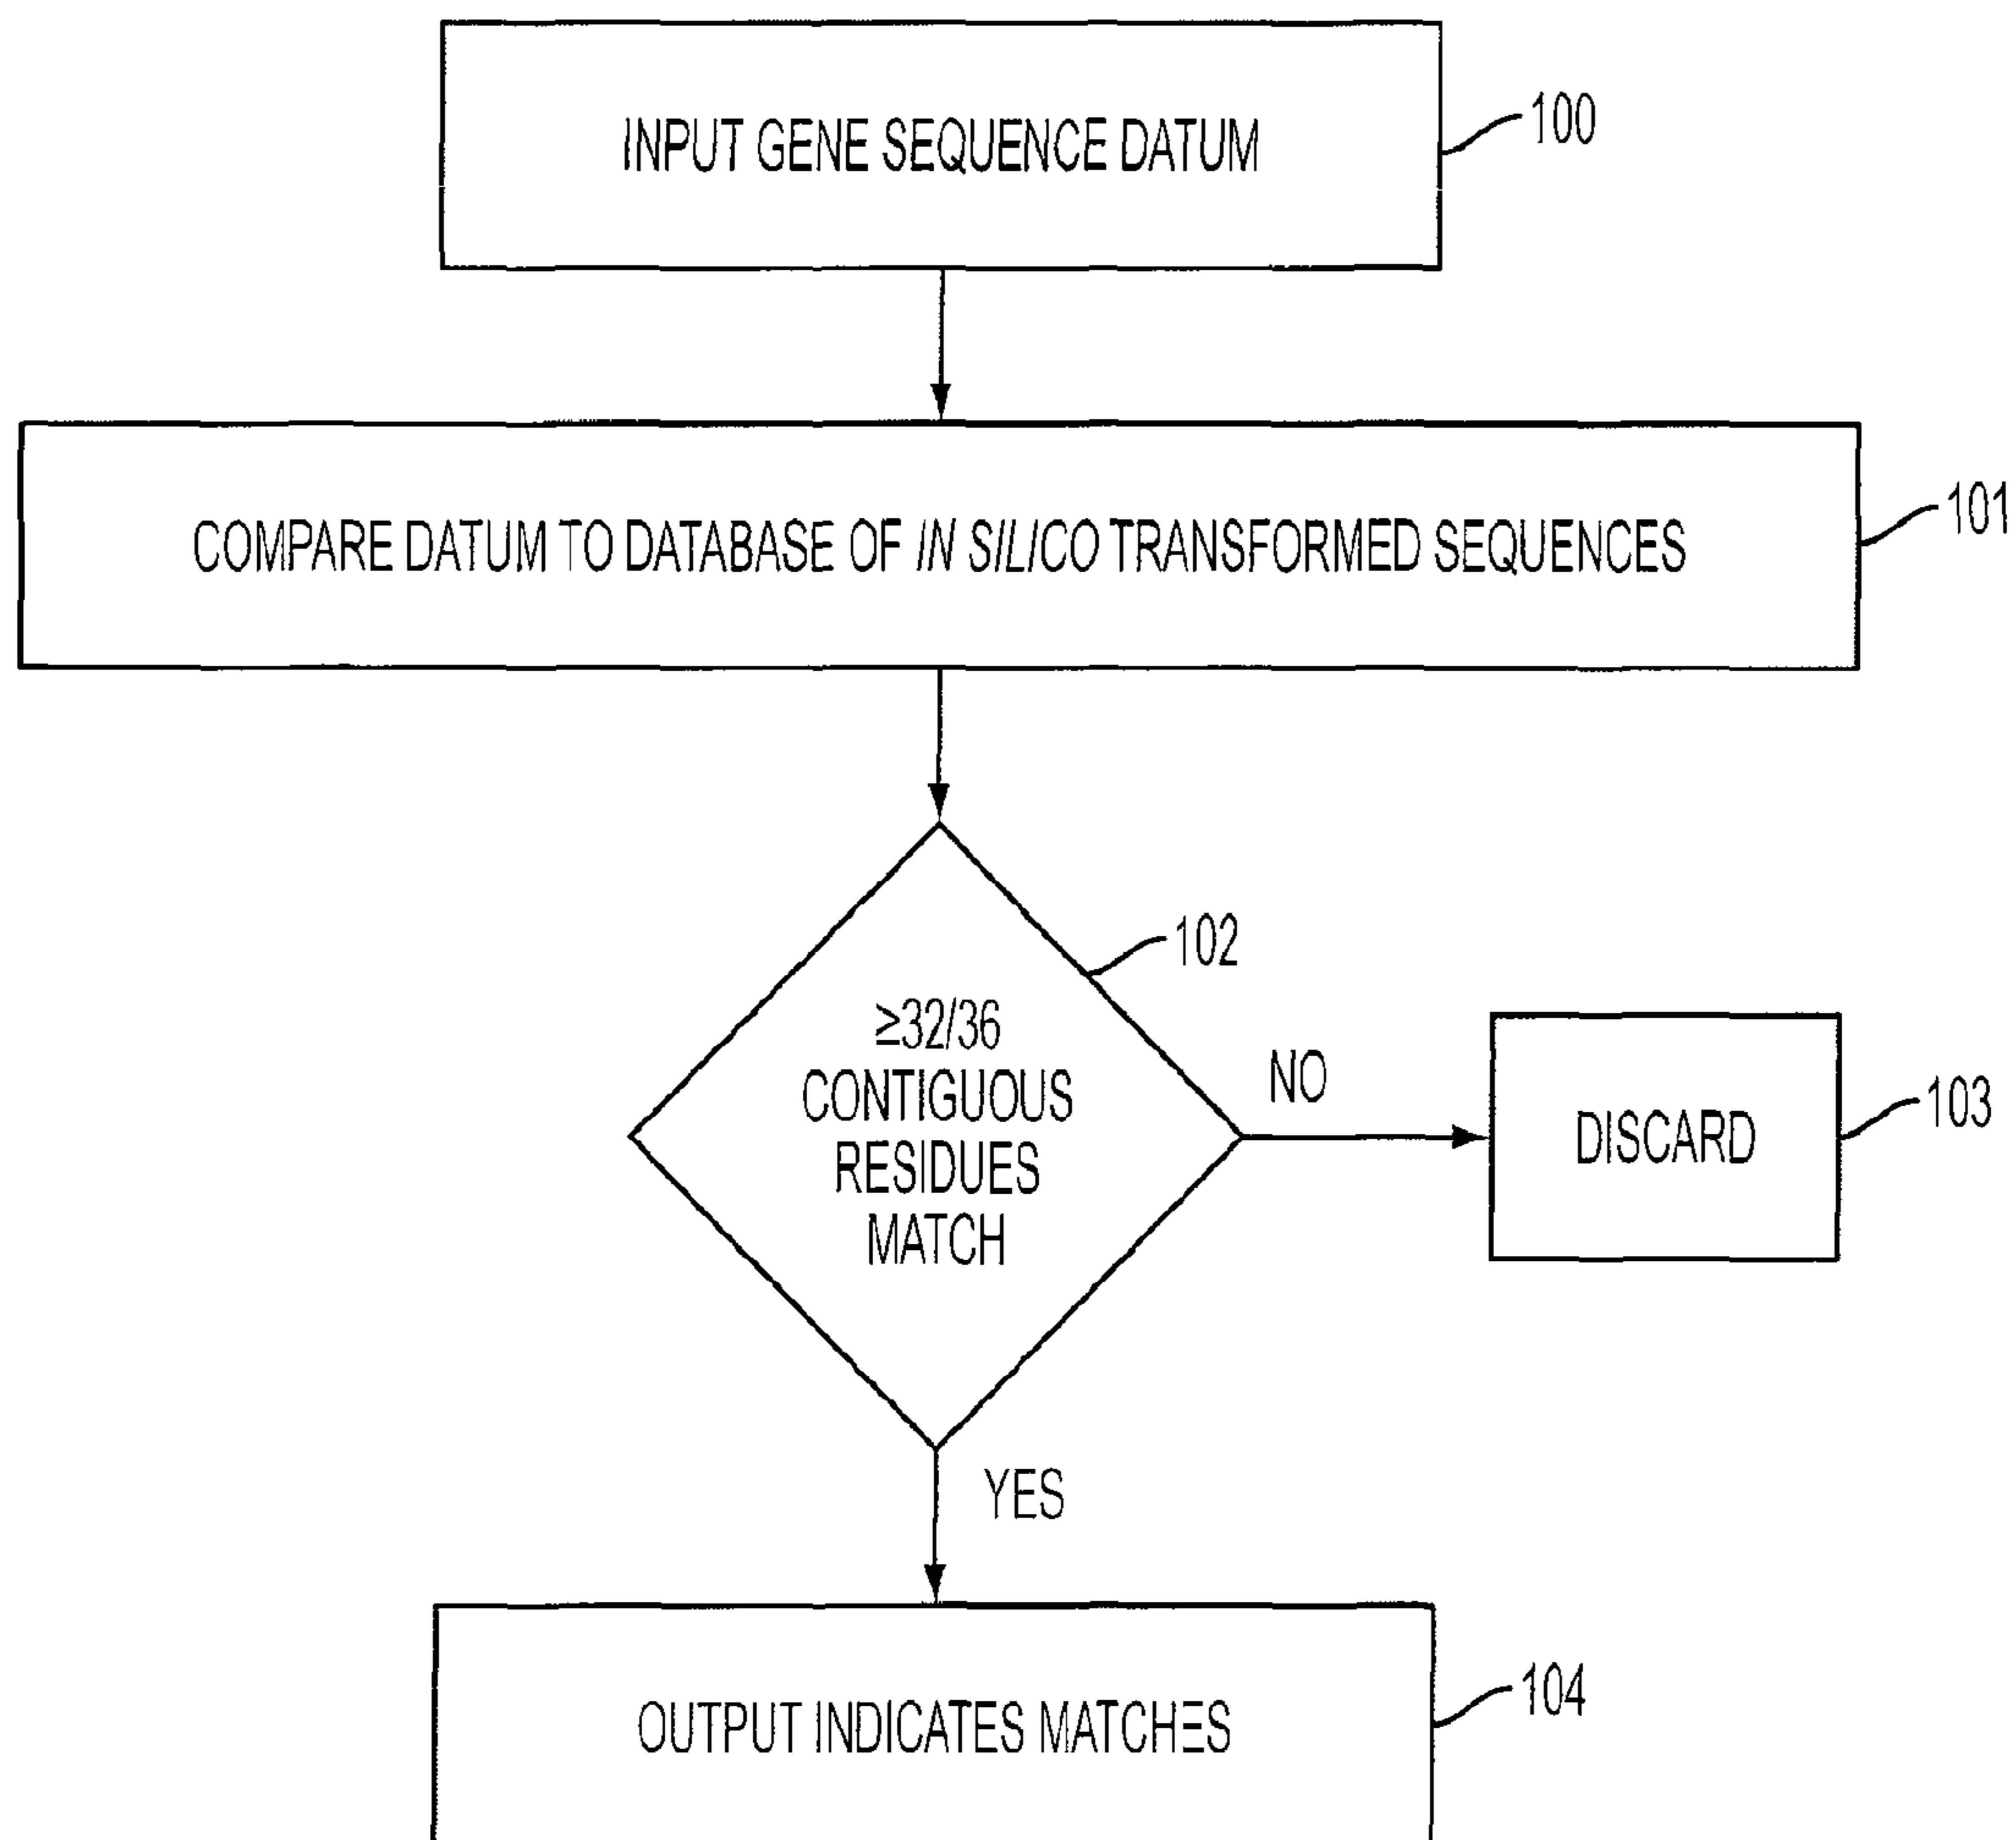 INPUT GENE SEQUENCE DATUM
100
COMPARE DATUM TO DATABASE OF IN SILICO TRANSFORMED SEQUENCES
101
102
≥32/36
CONTIGUOUS
RESIDUES
MATCH
NO
DISCARD
103
YES
OUTPUT INDICATES MATCHES
104